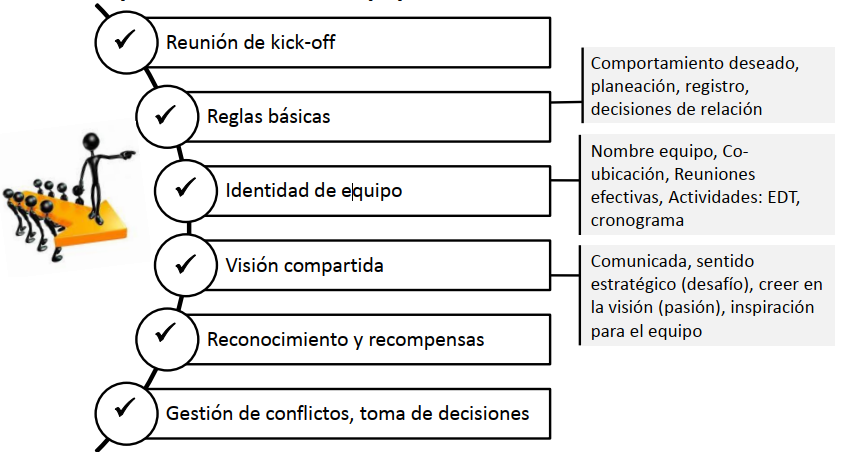 Reunión de kick-off
Reglas básicas
Comportamiento deseado,
planeación, registro,
decisiones de relación
Identidad de equipo
Nombre equipo, Co-
ubicación, Reuniones
efectivas, Actividades: EDT,
cronograma
Visión compartida
Comunicada, sentido
estratégico (desafío), creer en
la visión (pasión), inspiración
para el equipo
Reconocimiento y recompensas
Gestión de conflictos, toma de decisiones